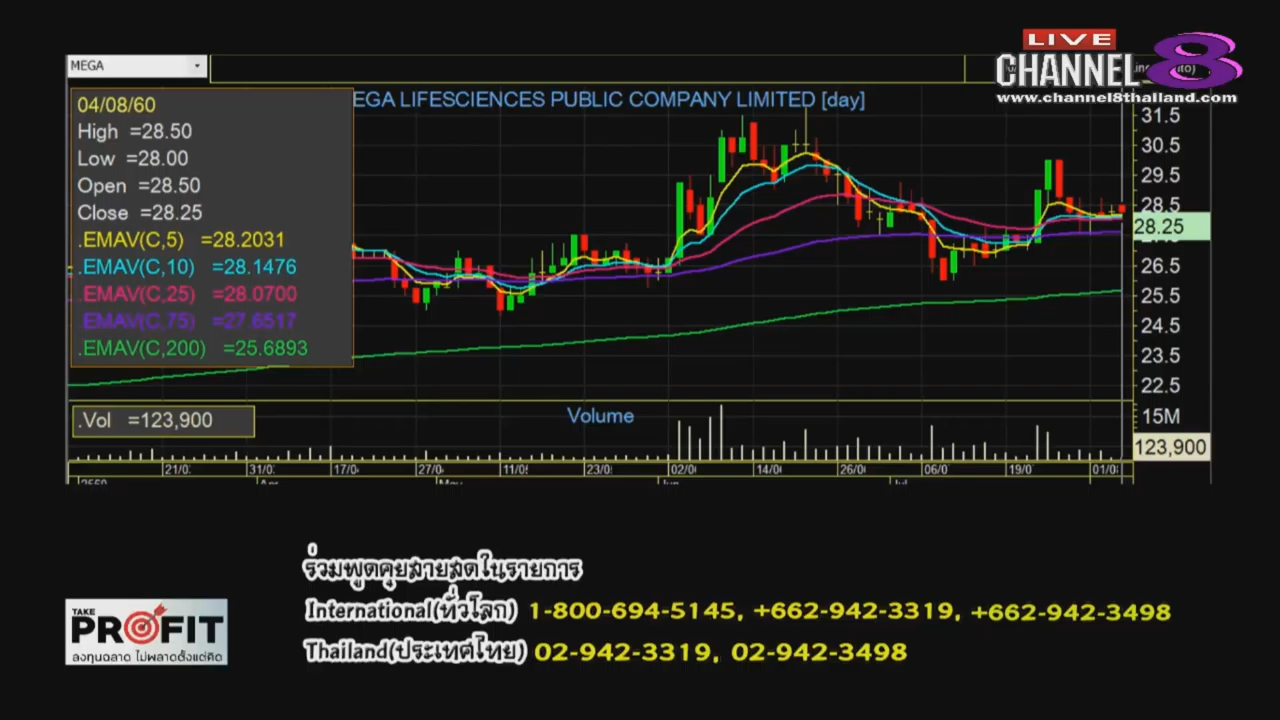 MEGA
LIVE
CHANNEL 8
www.channel8thailand.com
EGA LIFESCIENCES PUBLIC COMPANY LIMITED [day]
04/08/60
High =28.50
Low =28.00
Open =28.50
Close =28.25
.EMAV(C,5) =28.2031
.EMAV(C,10) =28.1476
.EMAV(C,25) =28.0700
.EMAV(C,75) =27.6517
.EMAV(C,200) =25.6893
31.5
30.5
29.5
28.5
28.25
26.5
25.5
24.5
23.5
22.5
.Vol =123,900
Volume
15M
123,900
21/0 31/0 17/0 27/0 11/0 23/0 02/0 14/0 26/0 06/0 19/0 01/0
ร่วมพูดคุยสายสดในรายการ
International(ทั่วโลก) 1-800-694-5145, +662-942-3319, +662-942-3498
Thailand(ประเทศไทย) 02-942-3319, 02-942-3498
TAKE
PROFIT
ลงทุนฉลาด ไม่พลาดตั้งแต่คิด